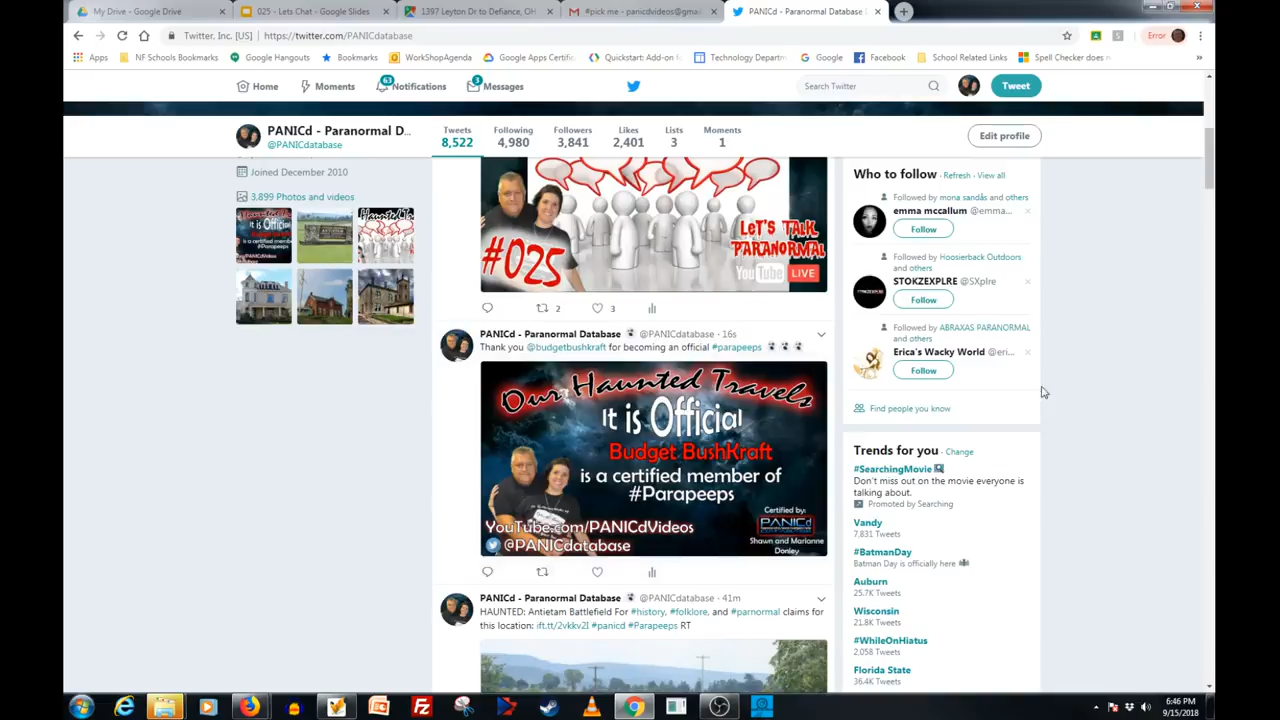 My Drive - Google Drive
025 - Lets Chat - Google Slides
1397 Leyton Dr to Defiance, OH
#pick me - panicdvideos@gma
PANICd - Paranormal Database
Twitter, Inc. [US] | https://twitter.com/PANICdatabase
Error
Apps
NF Schools Bookmarks
Google Hangouts
Bookmarks
WorkShopAgenda
Google Apps Certific
Quickstart: Add-on fo
Technology Departm
Google
Facebook
School Related Links
Spell Checker does n
Home
Moments
63
Notifications
3
Messages
Search Twitter
Tweet
PANICd - Paranormal D...
@PANICdatabase
Tweets
8,522
Following
4,980
Followers
3,841
Likes
2,401
Lists
3
Moments
1
Edit profile
Joined December 2010
3,899 Photos and videos
#025
LET'S TALK
PARANORMAL
YouTube LIVE
2
3
PANICd - Paranormal Database @PANICdatabase · 16s
Thank you @budgetbushkraft for becoming an official #parapeeps
Our Haunted Travels
It is Official
Budget BushKraft
is a certified member of
#Parapeeps
YouTube.com/PANICdVideos
@PANICdatabase
Certified by:
PANICd
Shawn and Marianne
Donley
PANICd - Paranormal Database @PANICdatabase · 41m
HAUNTED: Antietam Battlefield For #history, #folklore, and #parnormal claims for
this location: ift.tt/2vkkv2I #panicd #Parapeeps RT
Who to follow · Refresh · View all
Followed by mona sandås and others
emma mccallum @emma...
Follow
Followed by Hoosierback Outdoors
and others
STOKZEXPLRE @SXplre
Follow
Followed by ABRAXAS PARANORMAL
and others
Erica's Wacky World @eri...
Follow
Find people you know
Trends for you · Change
#SearchingMovie
Don't miss out on the movie everyone is
talking about.
Promoted by Searching
Vandy
7,831 Tweets
#BatmanDay
Batman Day is officially here
Auburn
25.7K Tweets
Wisconsin
21.8K Tweets
#WhileOnHiatus
2,058 Tweets
Florida State
36.4K Tweets
6:46 PM
9/15/2018